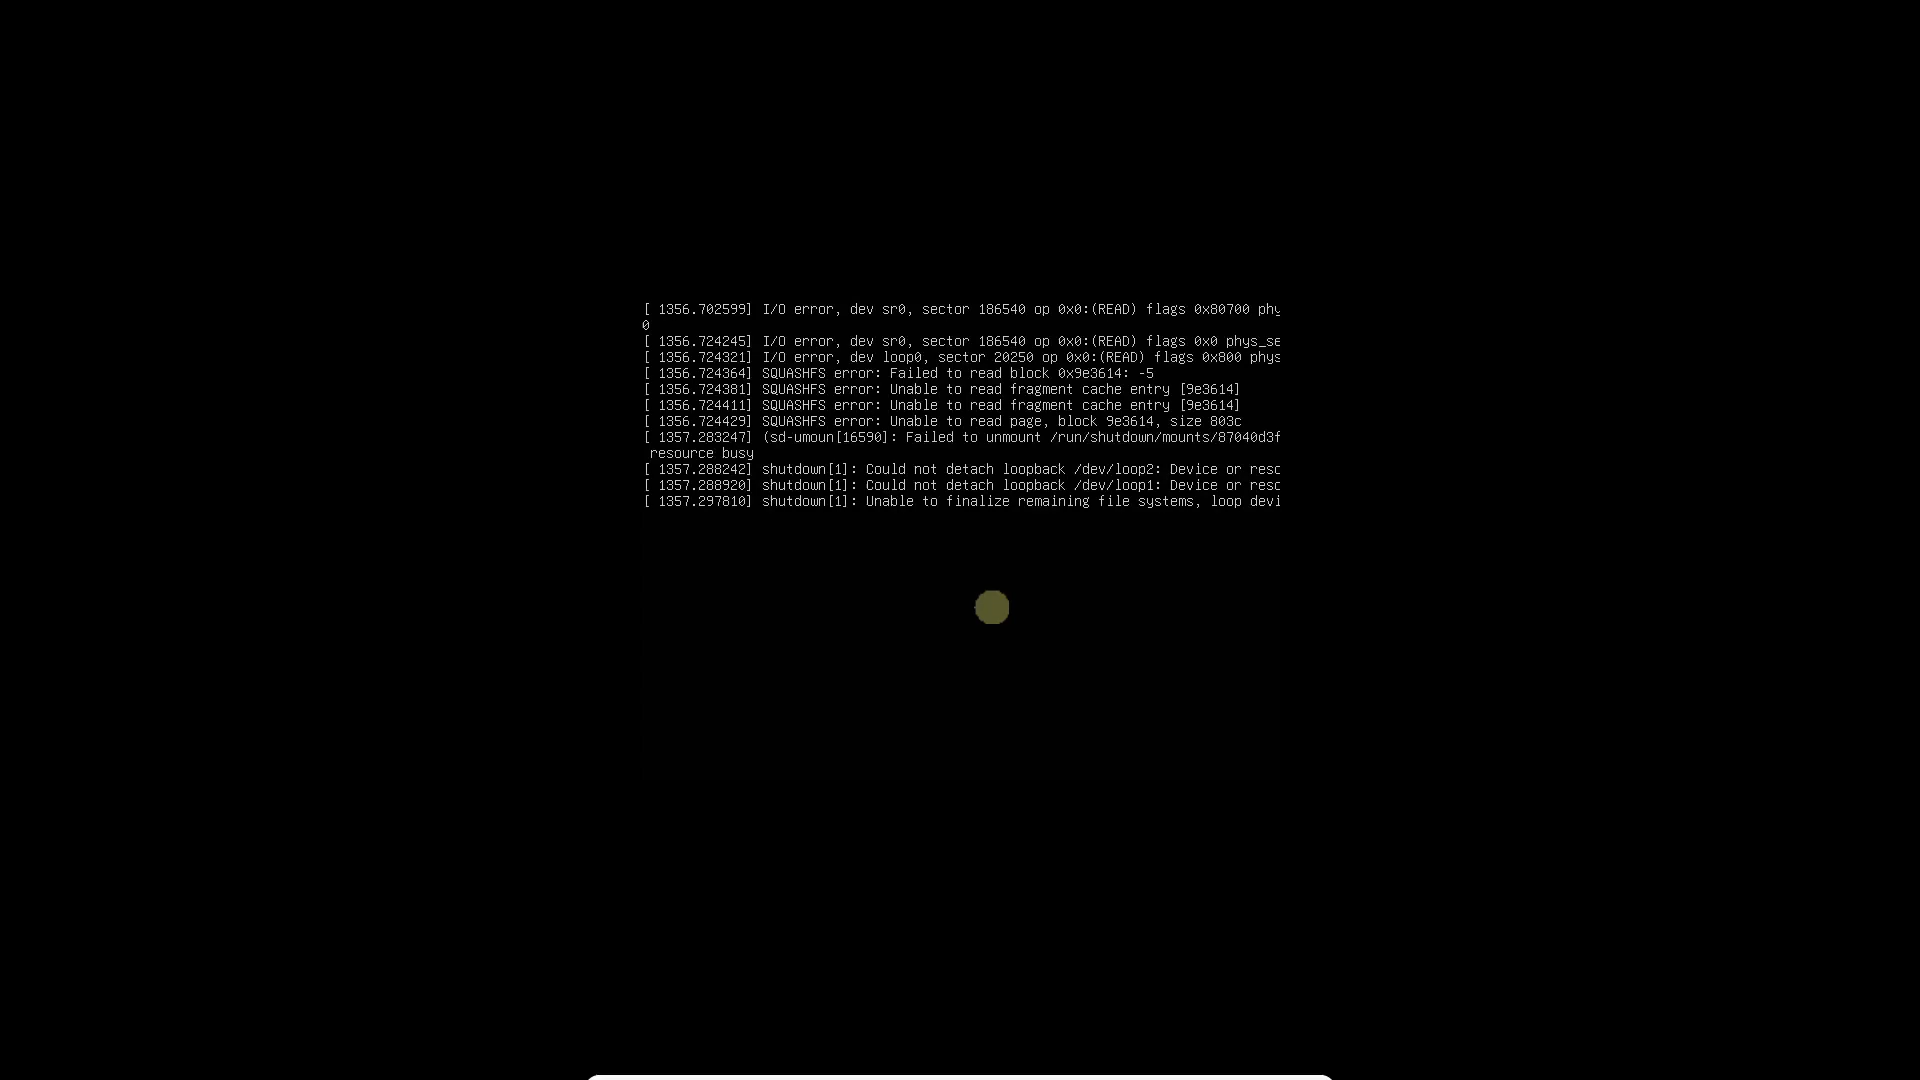 [ 1356.702599] I/O error, dev sr0, sector 186540 op 0x0:(READ) flags 0x80700 phy
0
[ 1356.724245] I/O error, dev sr0, sector 186540 op 0x0:(READ) flags 0x0 phys_se
[ 1356.724321] I/O error, dev loop0, sector 20250 op 0x0:(READ) flags 0x800 phys
[ 1356.724364] SQUASHFS error: Failed to read block 0x9e3614: -5
[ 1356.724381] SQUASHFS error: Unable to read fragment cache entry [9e3614]
[ 1356.724411] SQUASHFS error: Unable to read fragment cache entry [9e3614]
[ 1356.724429] SQUASHFS error: Unable to read page, block 9e3614, size 803c
[ 1357.283247] (sd-umoun[16590]: Failed to unmount /run/shutdown/mounts/87040d3f
resource busy
[ 1357.288242] shutdown[1]: Could not detach loopback /dev/loop2: Device or reso
[ 1357.288920] shutdown[1]: Could not detach loopback /dev/loop1: Device or reso
[ 1357.297810] shutdown[1]: Unable to finalize remaining file systems, loop devi